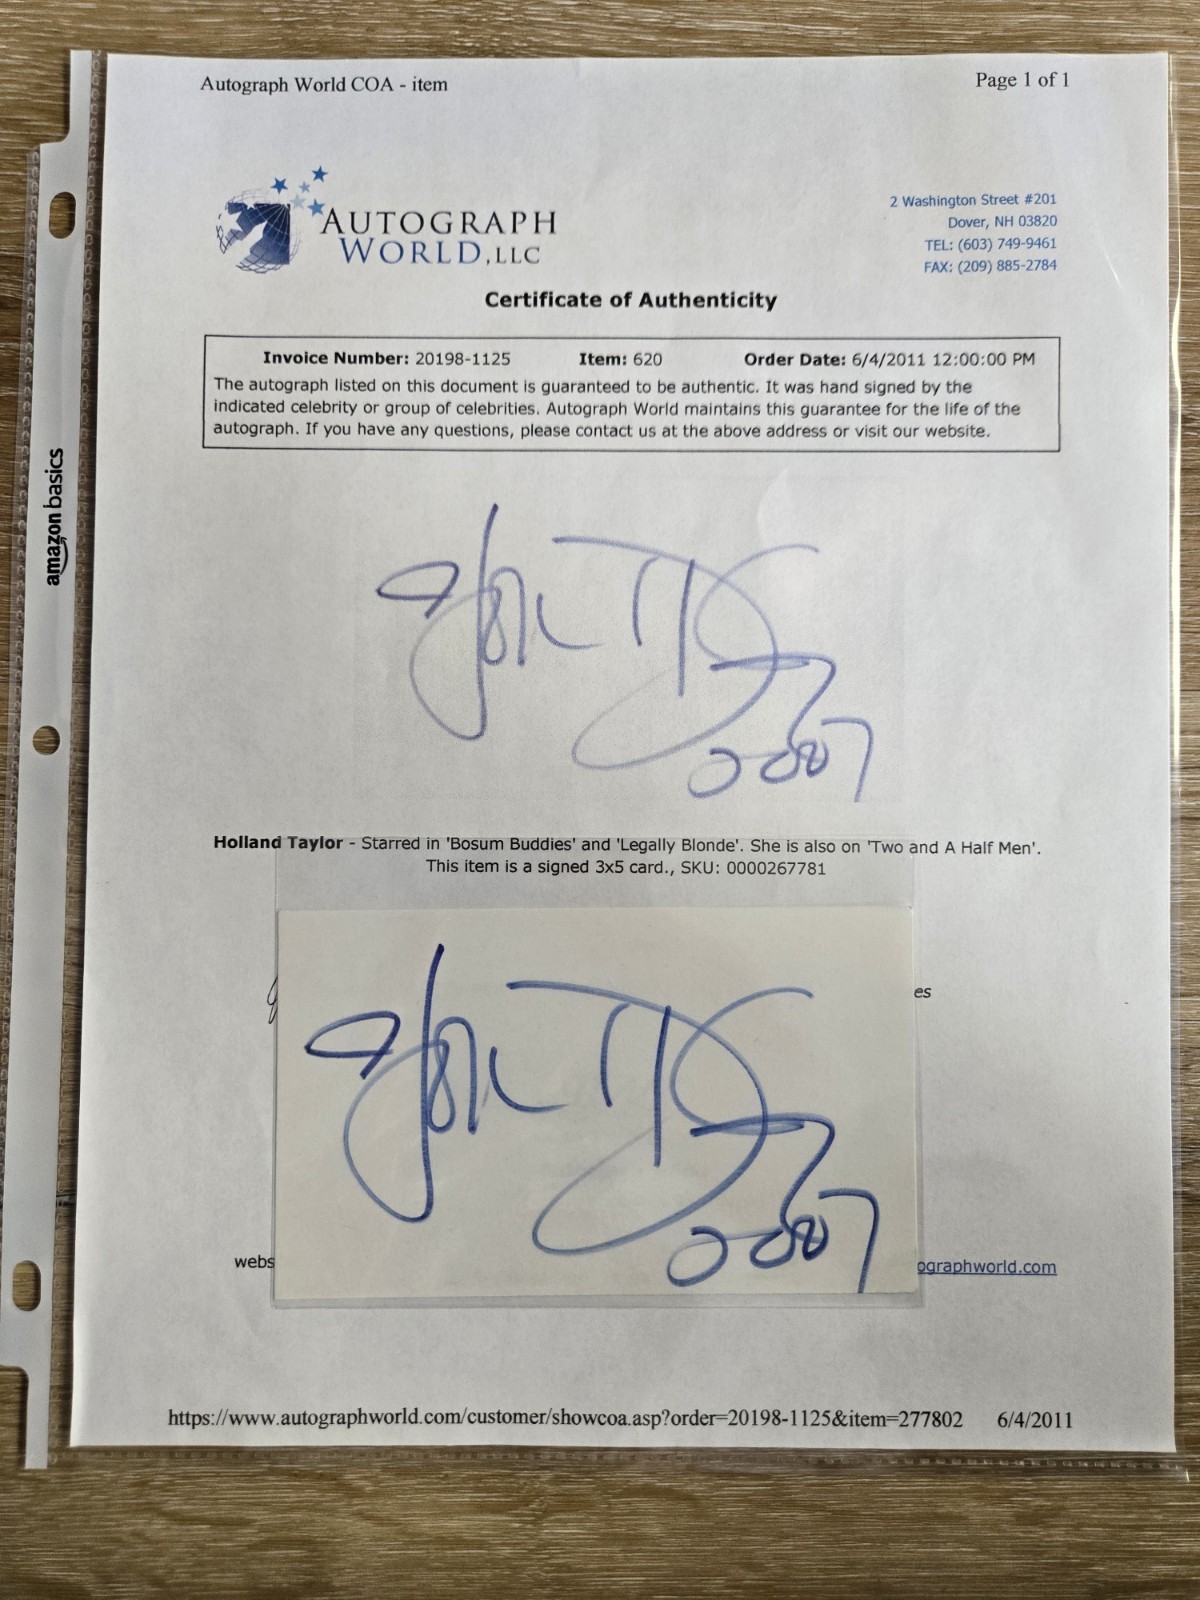 Autograph World COA - item
Page 1 of 1
AUTOGRAPH
WORLD, LLC
2 Washington Street #201
Dover, NH 03820
TEL: (603) 749-9461
FAX: (209) 885-2784
Certificate of Authenticity
Invoice Number: 20198-1125 Item: 620 Order Date: 6/4/2011 12:00:00 PM
The autograph listed on this document is guaranteed to be authentic. It was hand signed by the
indicated celebrity or group of celebrities. Autograph World maintains this guarantee for the life of the
autograph. If you have any questions, please contact us at the above address or visit our website.
amazon basics
Holland Taylor - Starred in 'Bosum Buddies' and 'Legally Blonde'. She is also on 'Two and A Half Men'.
This item is a signed 3x5 card., SKU: 0000267781
es
webs
ographworld.com
https://www.autographworld.com/customer/showcoa.asp?order=20198-1125&item=277802 6/4/2011